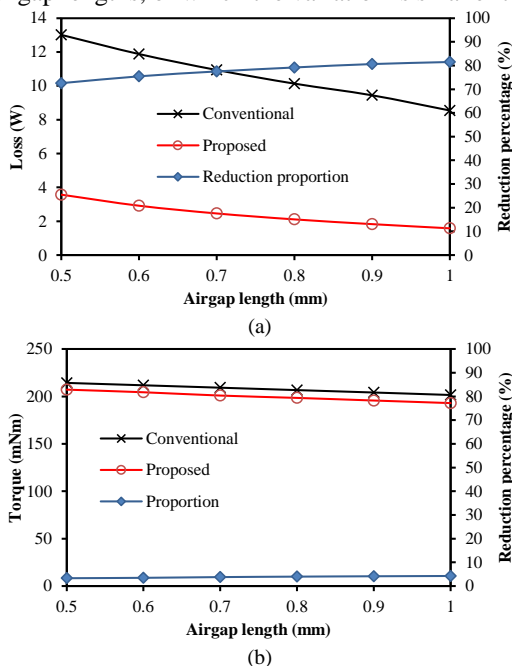 14
12
10
8
6
4
2
0
Loss (W)
100
90
80
70
60
50
40
30
20
10
0
Reduction percentage (%)
Conventional
Proposed
Reduction proportion
0.5 0.6 0.7 0.8 0.9 1
Airgap length (mm)
(a)
250
200
150
100
50
0
Torque (mNm)
100
90
80
70
60
50
40
30
20
10
0
Reduction percentage (%)
Conventional
Proposed
Proportion
0.5 0.6 0.7 0.8 0.9 1
Airgap length (mm)
(b)